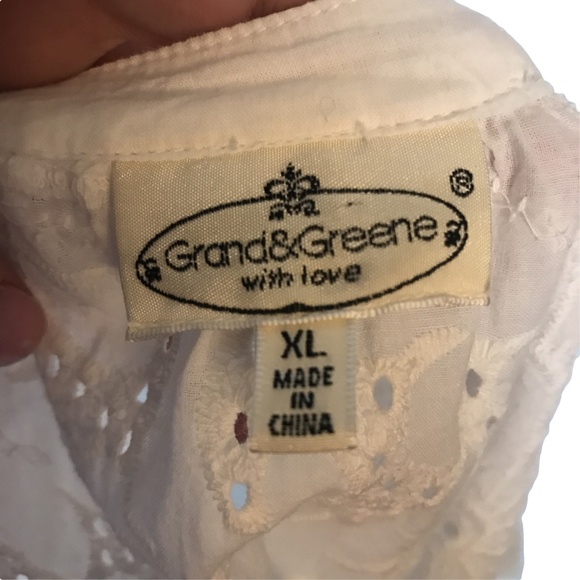 ®
Grand&Greene
with love
XL
MADE
IN
CHINA